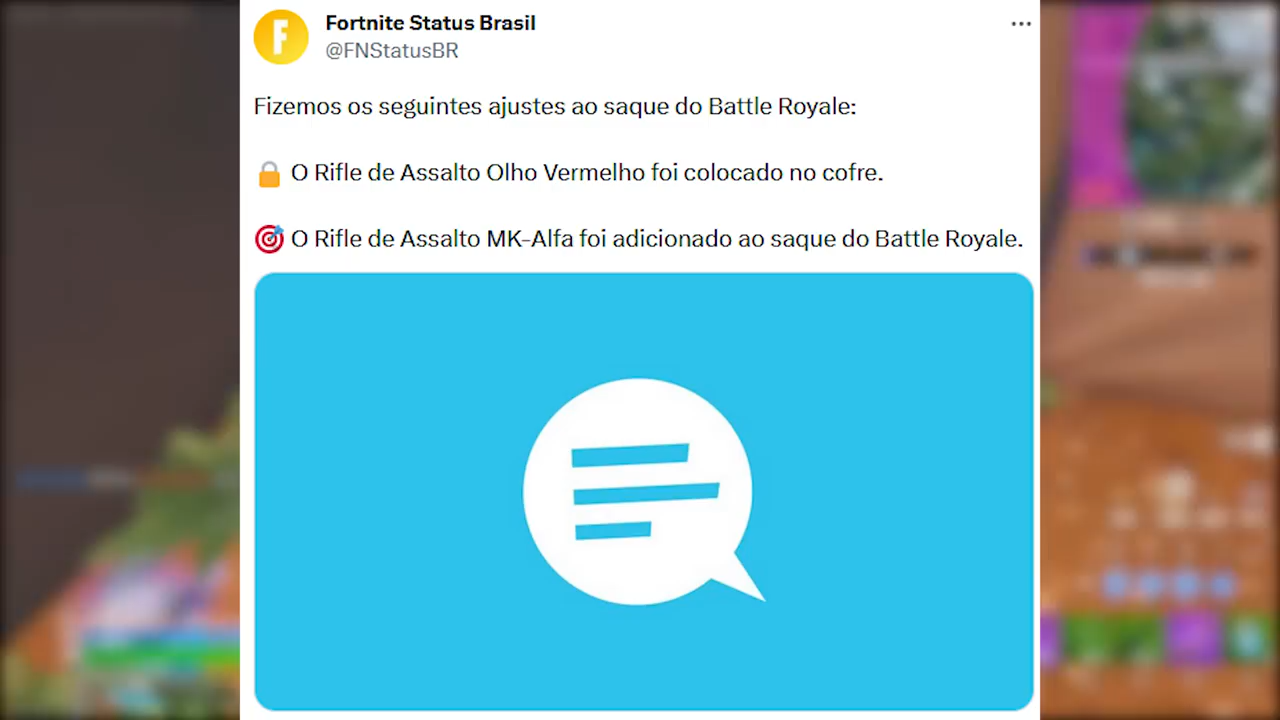 Fortnite Status Brasil
@FNStatusBR
Fizemos os seguintes ajustes ao saque do Battle Royale:
🔒 O Rifle de Assalto Olho Vermelho foi colocado no cofre.
🎯 O Rifle de Assalto MK-Alfa foi adicionado ao saque do Battle Royale.